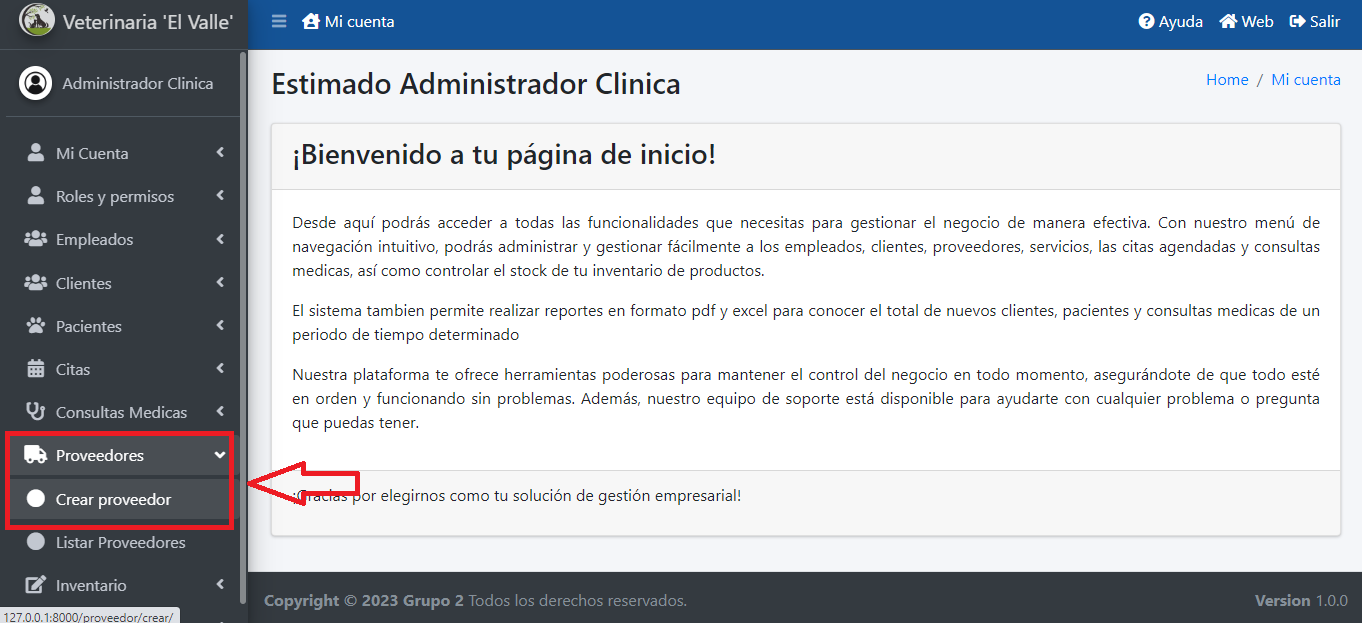 Veterinaria 'El Valle'
Mi cuenta
Ayuda
Web
Salir
Administrador Clinica
Mi Cuenta
Roles y permisos
Empleados
Clientes
Pacientes
Citas
Consultas Medicas
Proveedores
Crear proveedor
Listar Proveedores
Inventario
127.0.0.1:8000/proveedor/crear/
Estimado Administrador Clinica
Home / Mi cuenta
¡Bienvenido a tu página de inicio!
Desde aquí podrás acceder a todas las funcionalidades que necesitas para gestionar el negocio de manera efectiva. Con nuestro menú de
navegación intuitivo, podrás administrar y gestionar fácilmente a los empleados, clientes, proveedores, servicios, las citas agendadas y consultas
medicas, así como controlar el stock de tu inventario de productos.
El sistema tambien permite realizar reportes en formato pdf y excel para conocer el total de nuevos clientes, pacientes y consultas medicas de un
periodo de tiempo determinado
Nuestra plataforma te ofrece herramientas poderosas para mantener el control del negocio en todo momento, asegurándote de que todo esté
en orden y funcionando sin problemas. Además, nuestro equipo de soporte está disponible para ayudarte con cualquier problema o pregunta
que puedas tener.
¡Gracias por elegirnos como tu solución de gestión empresarial!
Copyright © 2023 Grupo 2 Todos los derechos reservados.
Version 1.0.0